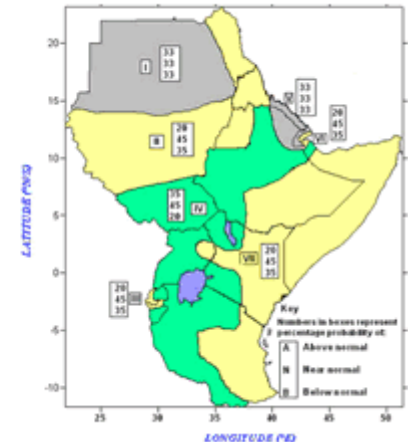 20
15
10
5
0
-5
-10
25
30
35
40
45
50
LATITUDE (°N/S)
LONGITUDE (°E)
I
33
33
33
II
20
45
35
V
33
33
33
20
45
35
35
45
20
IV
VII
20
45
35
20
45
35
III
Key
Numbers in boxes represent
percentage probability of:
A Above normal
N Near normal
B Below normal